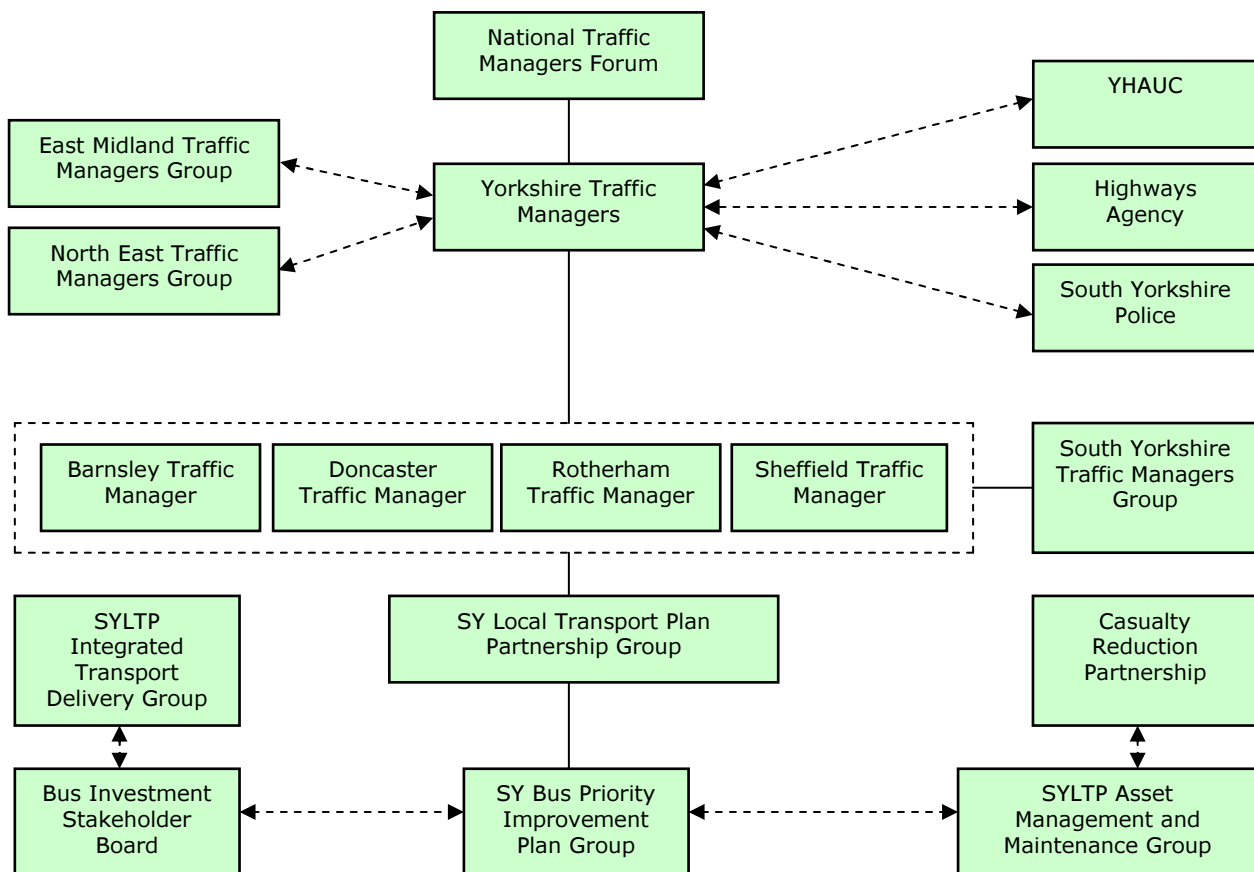 National Traffic
Managers Forum
YHAUC
East Midland Traffic
Managers Group
Yorkshire Traffic
Managers
Highways
Agency
North East Traffic
Managers Group
South Yorkshire
Police
Barnsley Traffic
Manager
Doncaster
Traffic Manager
Rotherham
Traffic Manager
Sheffield Traffic
Manager
South Yorkshire
Traffic Managers
Group
SYLTP
Integrated
Transport
Delivery Group
SY Local Transport Plan
Partnership Group
Casualty
Reduction
Partnership
Bus Investment
Stakeholder
Board
SY Bus Priority
Improvement
Plan Group
SYLTP Asset
Management and
Maintenance Group